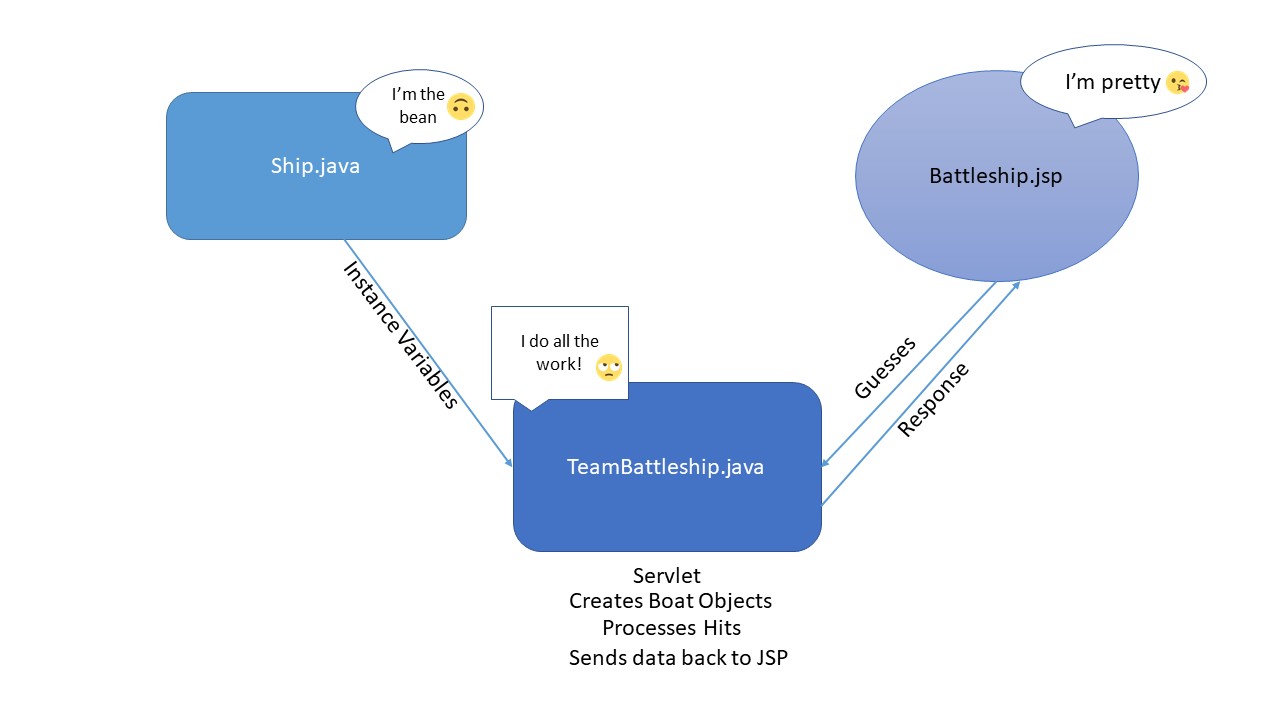 I'm the
bean
Ship.java
I'm pretty
Battleship.jsp
Instance Variables
Guesses
Response
I do all the
work!
TeamBattleship.java
Servlet
Creates Boat Objects
Processes Hits
Sends data back to JSP